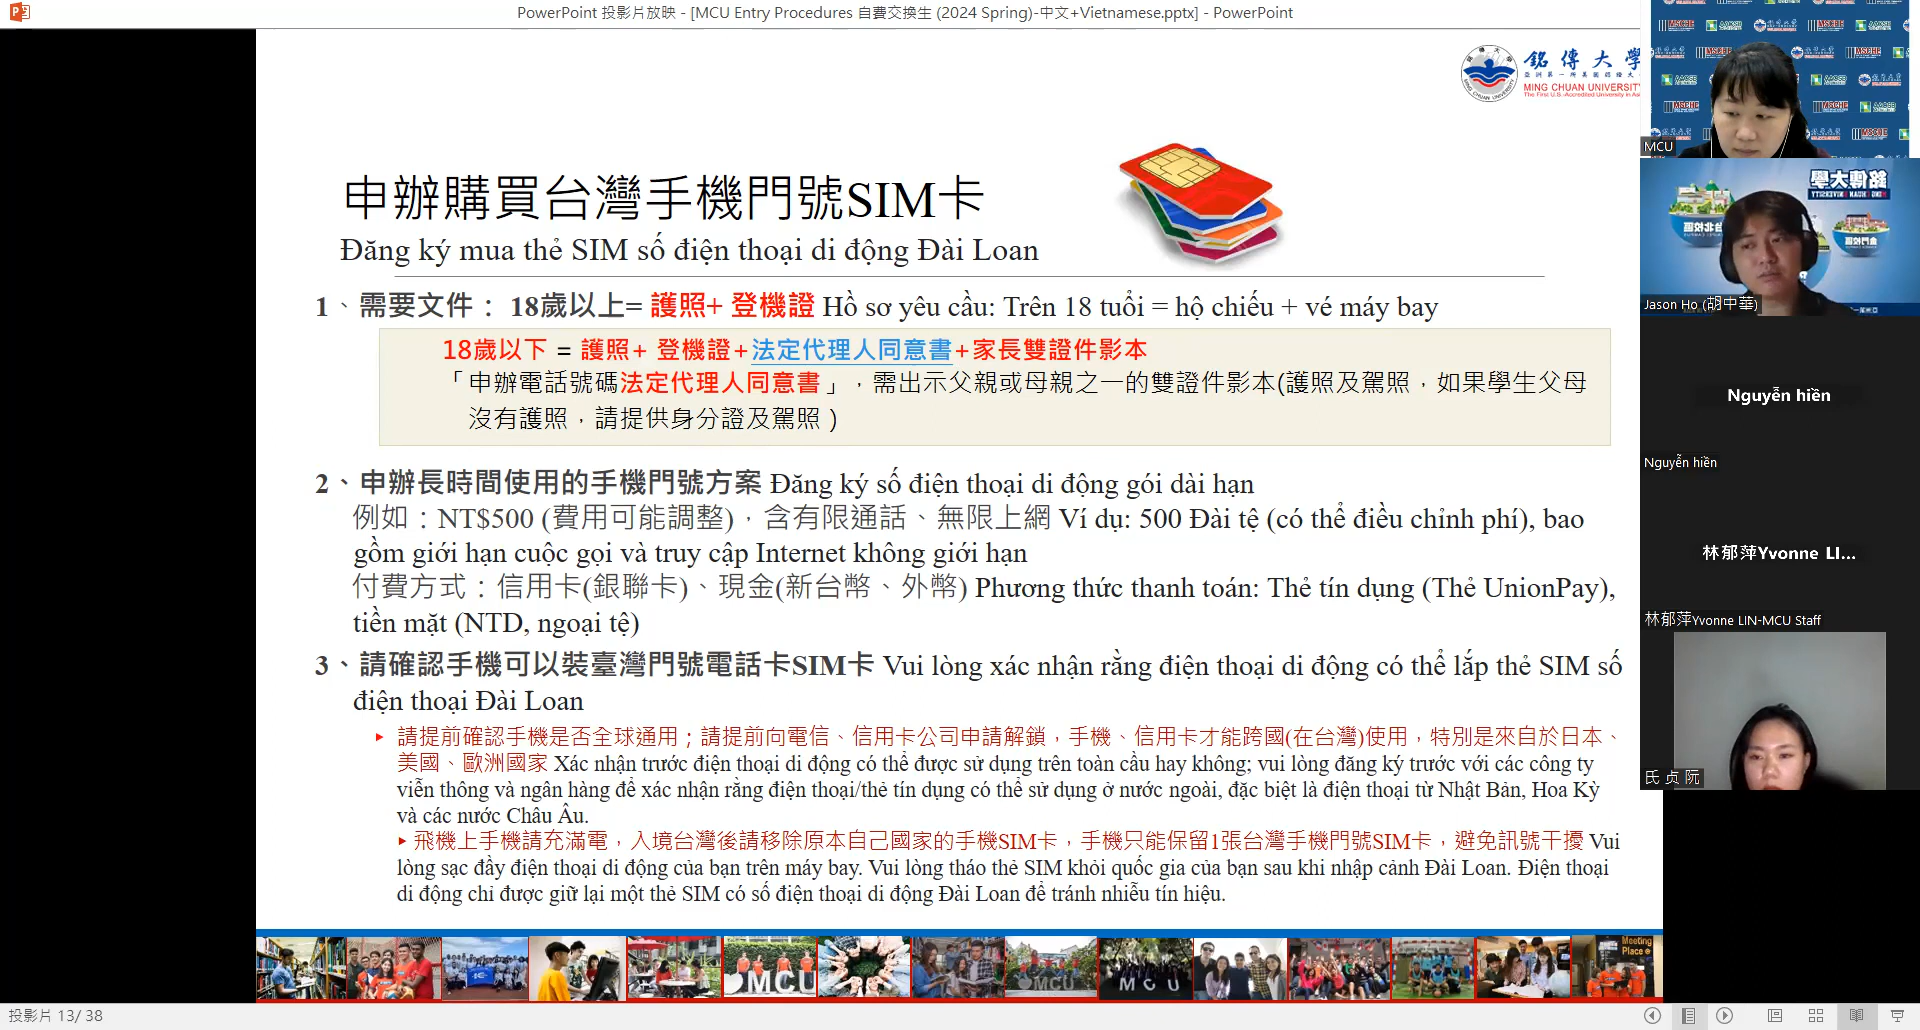 PowerPoint 投影片放映 - [MCU Entry Procedures 自費交換生 (2024 Spring)-中文+Vietnamese.pptx] - PowerPoint
銘傳大學
MING CHUAN UNIVERSITY
申辦購買台灣手機門號SIM卡
Đăng ký mua thẻ SIM số điện thoại di động Đài Loan
1、需要文件： 18歲以上= 護照+ 登機證 Hồ sơ yêu cầu: Trên 18 tuổi = hộ chiếu + vé máy bay
18歲以下 = 護照+ 登機證+法定代理人同意書+家長雙證件影本
「申辦電話號碼法定代理人同意書」，需出示父親或母親之一的雙證件影本(護照及駕照，如果學生父母
沒有護照，請提供身分證及駕照 )
2、申辦長時間使用的手機門號方案 Đăng ký số điện thoại di động gói dài hạn
例如：NT$500 (費用可能調整)，含有限通話、無限上網 Ví dụ: 500 Đài tệ (có thể điều chỉnh phí), bao
gồm giới hạn cuộc gọi và truy cập Internet không giới hạn
付費方式：信用卡(銀聯卡)、現金(新台幣、外幣) Phương thức thanh toán: Thẻ tín dụng (Thẻ UnionPay),
tiền mặt (NTD, ngoại tệ)
3、請確認手機可以裝臺灣門號電話卡SIM卡 Vui lòng xác nhận rằng điện thoại di động có thể lắp thẻ SIM số
điện thoại Đài Loan
▸ 請提前確認手機是否全球通用；請提前向電信、信用卡公司申請解鎖，手機、信用卡才能跨國(在台灣)使用，特別是來自於日本、
美國、歐洲國家 Xác nhận trước điện thoại di động có thể được sử dụng trên toàn cầu hay không; vui lòng đăng ký trước với các công ty
viễn thông và ngân hàng để xác nhận rằng điện thoại/thẻ tín dụng có thể sử dụng ở nước ngoài, đặc biệt là điện thoại từ Nhật Bản, Hoa Kỳ
và các nước Châu Âu.
▸ 飛機上手機請充滿電，入境台灣後請移除原本自己國家的手機SIM卡，手機只能保留1張台灣手機門號SIM卡，避免訊號干擾 Vui
lòng sạc đầy điện thoại di động của bạn trên máy bay. Vui lòng tháo thẻ SIM khỏi quốc gia của bạn sau khi nhập cảnh Đài Loan. Điện thoại
di động chỉ được giữ lại một thẻ SIM có số điện thoại di động Đài Loan để tránh nhiễu tín hiệu.
MCU
MCU
MCU
Meeting
Place
投影片 13/ 38
MCU
Jason Ho (胡中華)
Nguyễn hiền
Nguyễn hiền
林郁萍Yvonne LI...
林郁萍Yvonne LIN-MCU Staff
氏 贞 阮